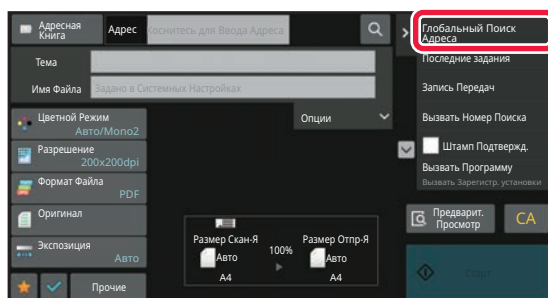 Адресная
Книга
Адрес
Коснитесь для Ввода Адреса
Тема
Имя Файла
Задано в Системных Настройках
Опции
Цветной Режим
Авто/Mono2
Разрешение
200x200dpi
Формат Файла
PDF
Оригинал
Экспозиция
Авто
Прочие
Размер Скан-Я
Авто
A4
100%
Размер Отпр-Я
Авто
A4
Глобальный Поиск
Адреса
Последние задания
Запись Передач
Вызвать Номер Поиска
Штамп Подтвержд.
Вызвать Программу
Вызвать Зарегистр. установки
Предварит.
Просмотр
CA
Старт